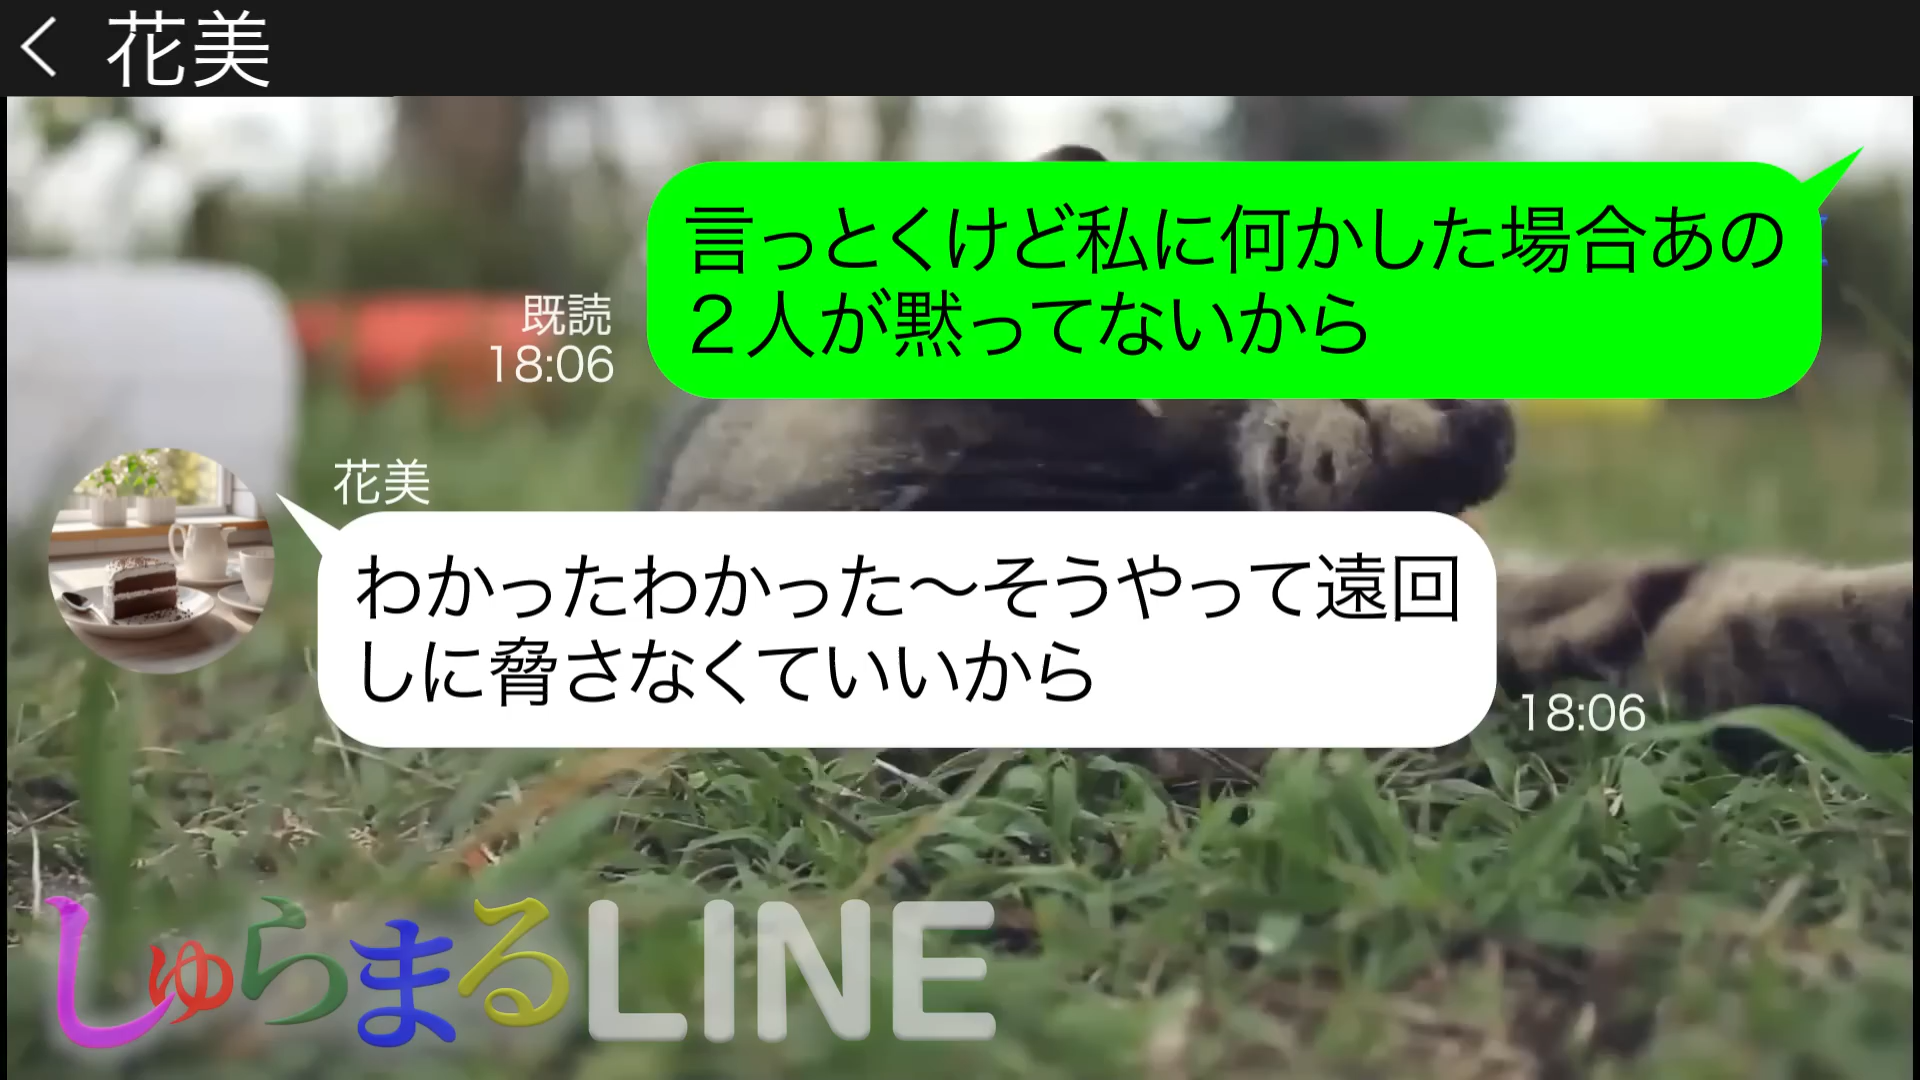 花美
言っとくけど私に何かした場合あの
２人が黙ってないから
既読
18:06
花美
わかったわかった〜そうやって遠回
しに脅さなくていいから
18:06
しゅらまるLINE